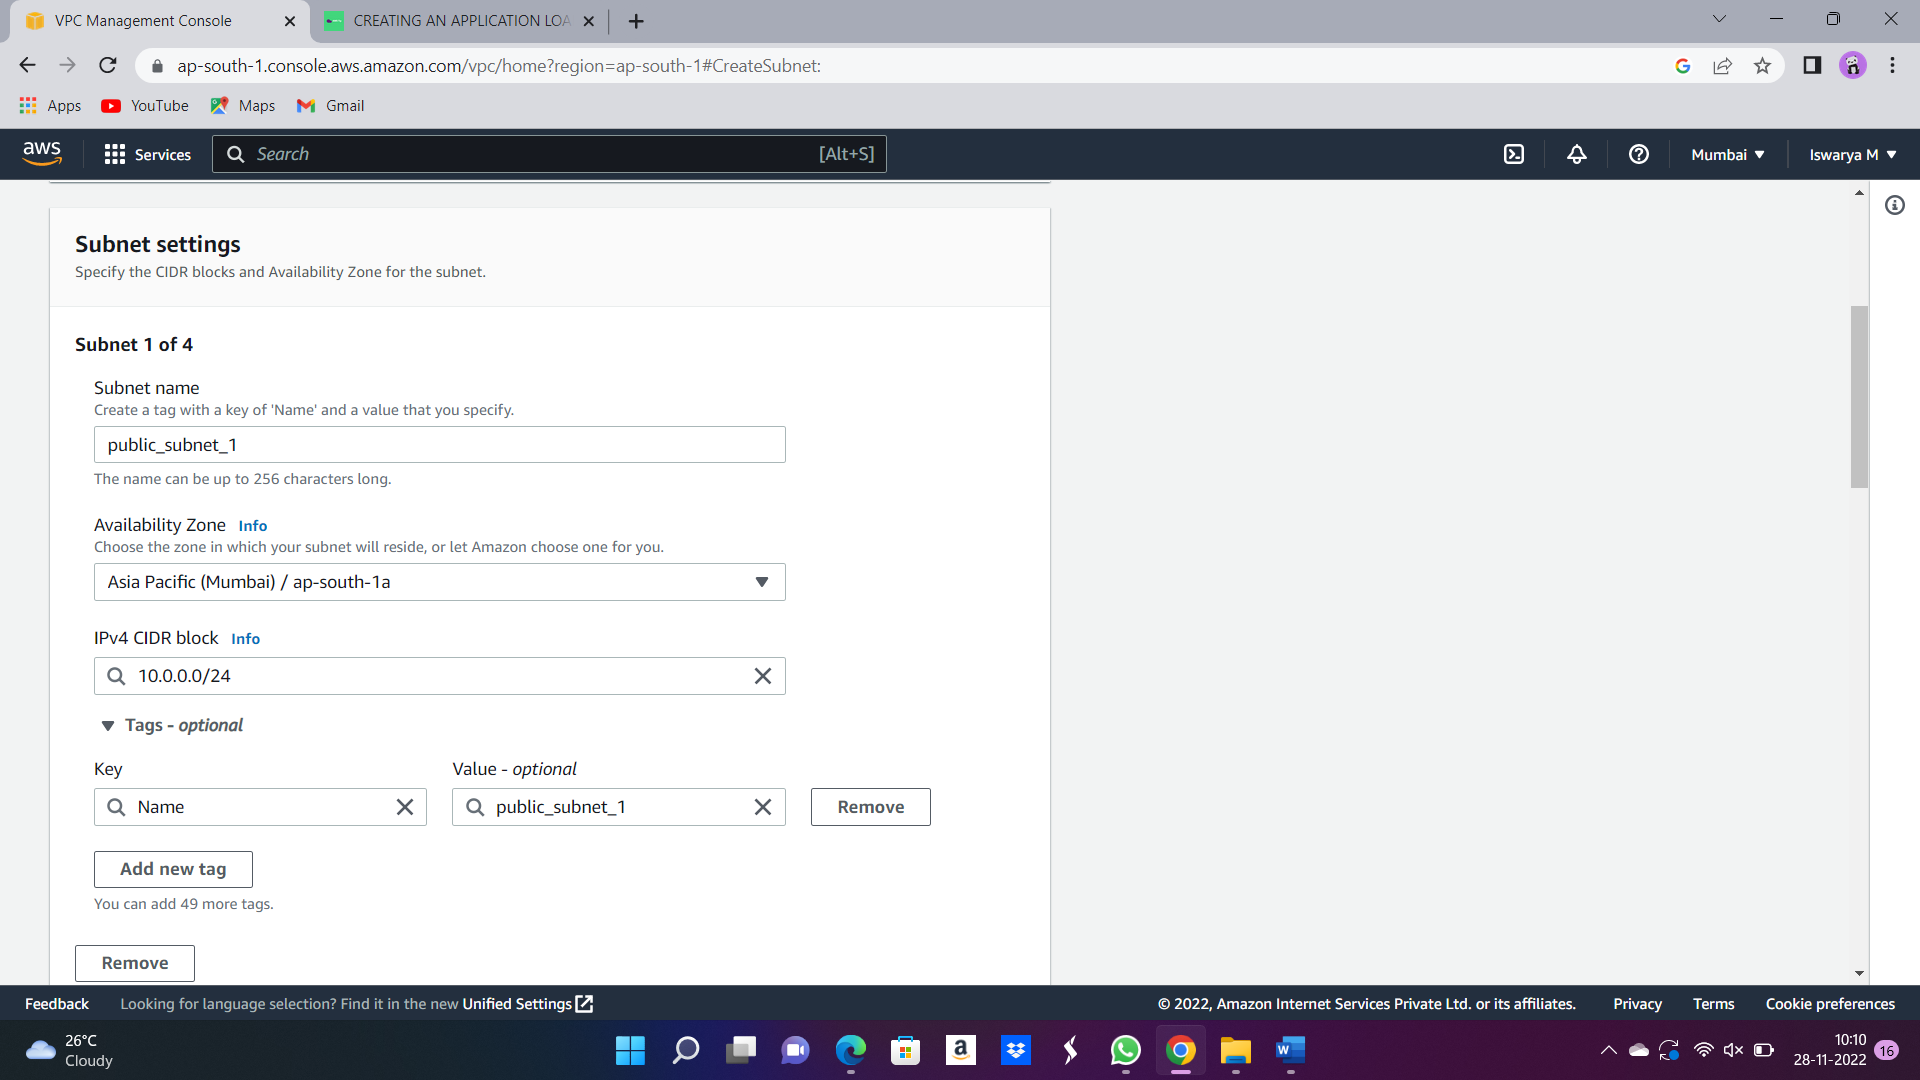 VPC Management Console
CREATING AN APPLICATION LOA
ap-south-1.console.aws.amazon.com/vpc/home?region=ap-south-1#CreateSubnet:
Apps YouTube Maps Gmail
aws Services Search [Alt+S] Mumbai Iswarya M
Subnet settings
Specify the CIDR blocks and Availability Zone for the subnet.
Subnet 1 of 4
Subnet name
Create a tag with a key of 'Name' and a value that you specify.
public_subnet_1
The name can be up to 256 characters long.
Availability Zone Info
Choose the zone in which your subnet will reside, or let Amazon choose one for you.
Asia Pacific (Mumbai) / ap-south-1a
IPv4 CIDR block Info
10.0.0.0/24
Tags - optional
Key Value - optional
Name public_subnet_1 Remove
Add new tag
You can add 49 more tags.
Remove
Feedback Looking for language selection? Find it in the new Unified Settings © 2022, Amazon Internet Services Private Ltd. or its affiliates. Privacy Terms Cookie preferences
26°C
Cloudy
10:10
28-11-2022
16